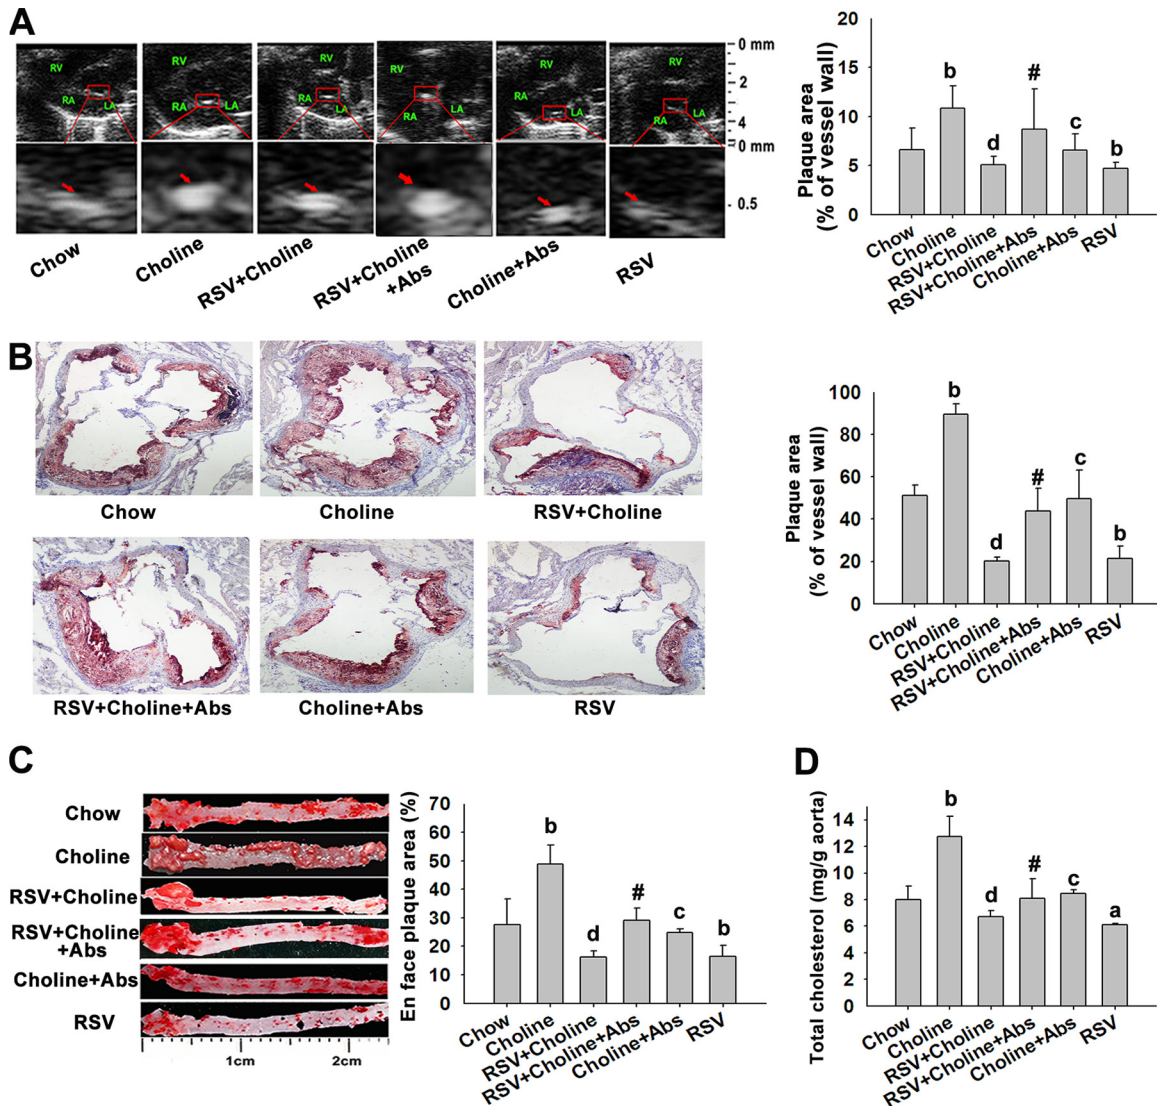 A
RV
RA
LA
RV
RA
LA
RV
RA
LA
RV
RA
LA
RV
RA
LA
RV
RA
LA
0 mm
2
4
0 mm
0.5
Chow
Choline
RSV+Choline
RSV+Choline
+Abs
Choline+Abs
RSV
Plaque area
(% of vessel wall)
20
15
10
5
0
b
d
#
c
b
Chow
Choline
RSV+Choline
RSV+Choline+Abs
Choline+Abs
RSV
B
Chow
Choline
RSV+Choline
RSV+Choline+Abs
Choline+Abs
RSV
Plaque area
(% of vessel wall)
100
80
60
40
20
0
b
d
#
c
b
Chow
Choline
RSV+Choline
RSV+Choline+Abs
Choline+Abs
RSV
C
Chow
Choline
RSV+Choline
RSV+Choline
+Abs
Choline+Abs
RSV
1cm
2cm
En face plaque area (%)
70
60
50
40
30
20
10
0
b
d
#
c
b
Chow
Choline
RSV+Choline
RSV+Choline+Abs
Choline+Abs
RSV
D
Total cholesterol (mg/g aorta)
14
12
10
8
6
4
2
0
b
d
#
c
a
Chow
Choline
RSV+Choline
RSV+Choline+Abs
Choline+Abs
RSV